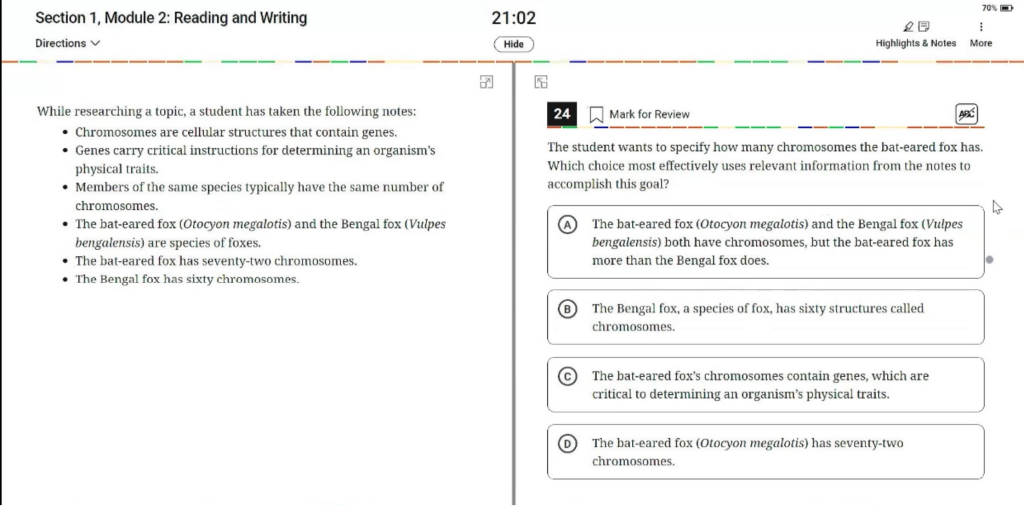 Section 1, Module 2: Reading and Writing
21:02
70%
Directions
Hide
Highlights & Notes
More
While researching a topic, a student has taken the following notes:
• Chromosomes are cellular structures that contain genes.
• Genes carry critical instructions for determining an organism's
physical traits.
• Members of the same species typically have the same number of
chromosomes.
• The bat-eared fox (Otocyon megalotis) and the Bengal fox (Vulpes
bengalensis) are species of foxes.
• The bat-eared fox has seventy-two chromosomes.
• The Bengal fox has sixty chromosomes.
24
Mark for Review
ABC
The student wants to specify how many chromosomes the bat-eared fox has.
Which choice most effectively uses relevant information from the notes to
accomplish this goal?
A The bat-eared fox (Otocyon megalotis) and the Bengal fox (Vulpes
bengalensis) both have chromosomes, but the bat-eared fox has
more than the Bengal fox does.
B The Bengal fox, a species of fox, has sixty structures called
chromosomes.
C The bat-eared fox's chromosomes contain genes, which are
critical to determining an organism's physical traits.
D The bat-eared fox (Otocyon megalotis) has seventy-two
chromosomes.